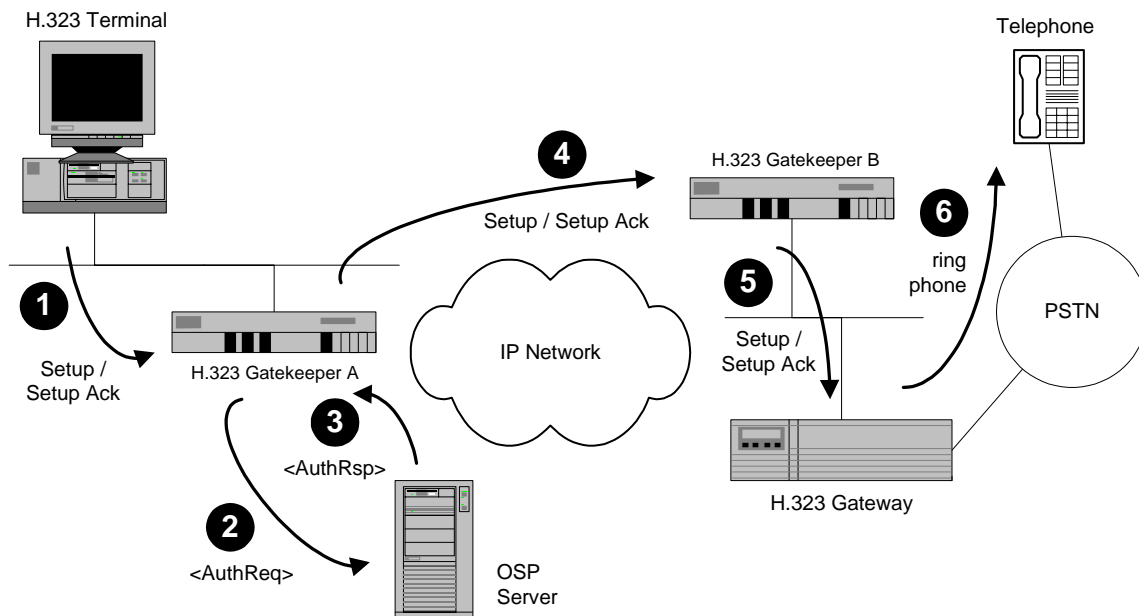 H.323 Terminal
Telephone
4
H.323 Gatekeeper B
Setup / Setup Ack
6
ring
phone
1
5
PSTN
Setup /
Setup Ack
IP Network
Setup /
Setup Ack
H.323 Gatekeeper A
3
<AuthRsp>
H.323 Gateway
2
<AuthReq>
OSP
Server